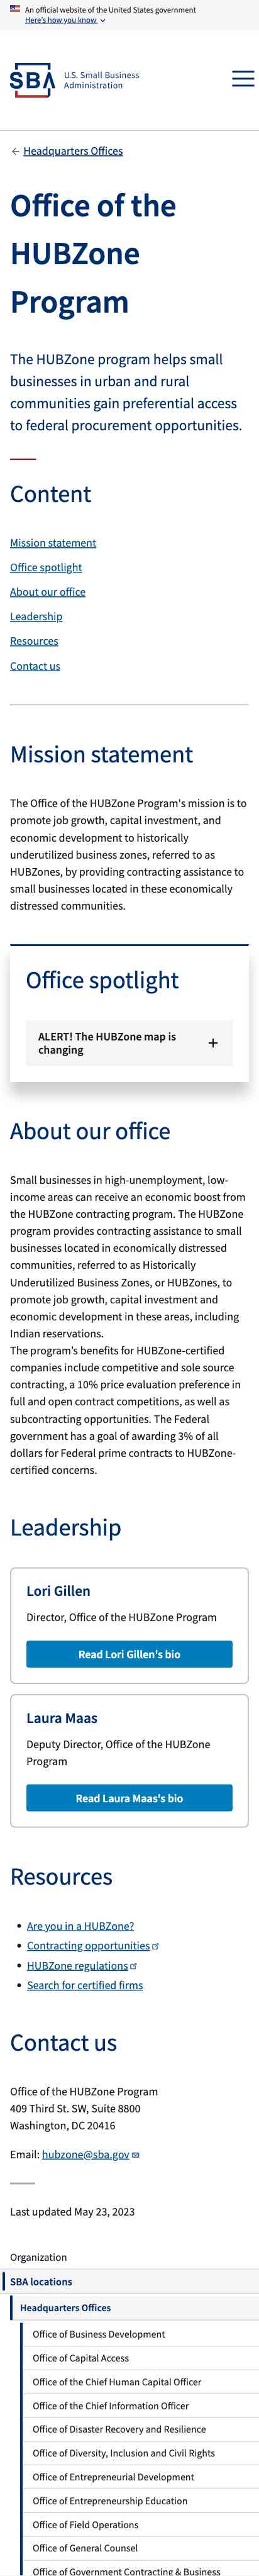 An official website of the United States government
Here's how you know
SBA
U.S. Small Business
Administration
Headquarters Offices
Office of the
HUBZone
Program
The HUBZone program helps small
businesses in urban and rural
communities gain preferential access
to federal procurement opportunities.
Content
Mission statement
Office spotlight
About our office
Leadership
Resources
Contact us
Mission statement
The Office of the HUBZone Program's mission is to
promote job growth, capital investment, and
economic development to historically
underutilized business zones, referred to as
HUBZones, by providing contracting assistance to
small businesses located in these economically
distressed communities.
Office spotlight
ALERT! The HUBZone map is
changing
About our office
Small businesses in high-unemployment, low-
income areas can receive an economic boost from
the HUBZone contracting program. The HUBZone
program provides contracting assistance to small
businesses located in economically distressed
communities, referred to as Historically
Underutilized Business Zones, or HUBZones, to
promote job growth, capital investment and
economic development in these areas, including
Indian reservations.
The program's benefits for HUBZone-certified
companies include competitive and sole source
contracting, a 10% price evaluation preference in
full and open contract competitions, as well as
subcontracting opportunities. The Federal
government has a goal of awarding 3% of all
dollars for Federal prime contracts to HUBZone-
certified concerns.
Leadership
Lori Gillen
Director, Office of the HUBZone Program
Read Lori Gillen's bio
Laura Maas
Deputy Director, Office of the HUBZone
Program
Read Laura Maas's bio
Resources
Are you in a HUBZone?
Contracting opportunities
HUBZone regulations
Search for certified firms
Contact us
Office of the HUBZone Program
409 Third St. SW, Suite 8800
Washington, DC 20416
Email: hubzone@sba.gov
Last updated May 23, 2023
Organization
SBA locations
Headquarters Offices
Office of Business Development
Office of Capital Access
Office of the Chief Human Capital Officer
Office of the Chief Information Officer
Office of Disaster Recovery and Resilience
Office of Diversity, Inclusion and Civil Rights
Office of Entrepreneurial Development
Office of Entrepreneurship Education
Office of Field Operations
Office of General Counsel
Office of Government Contracting & Business